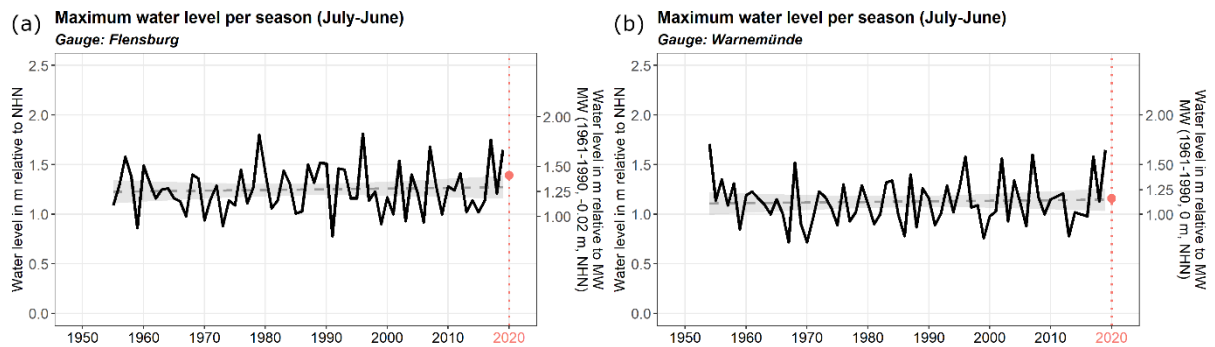 (a)
Maximum water level per season (July-June)
Gauge: Flensburg
Water level in m relative to NHN
2.5
2.0
1.5
1.0
0.5
0.0
1950 1960 1970 1980 1990 2000 2010 2020
2.00
1.50
1.25
1.00
Water level in m relative to MW
MW (1961-1990, -0.02 m, NHN)
(b)
Maximum water level per season (July-June)
Gauge: Warnemünde
Water level in m relative to NHN
2.5
2.0
1.5
1.0
0.5
0.0
1950 1960 1970 1980 1990 2000 2010 2020
2.00
1.50
1.25
1.00
Water level in m relative to MW
MW (1961-1990, 0 m, NHN)